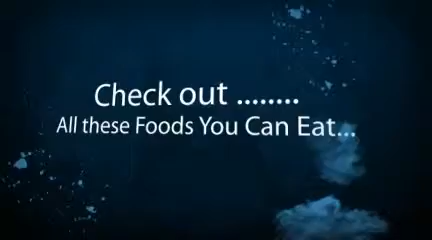 Check out ........
All these Foods You Can Eat...